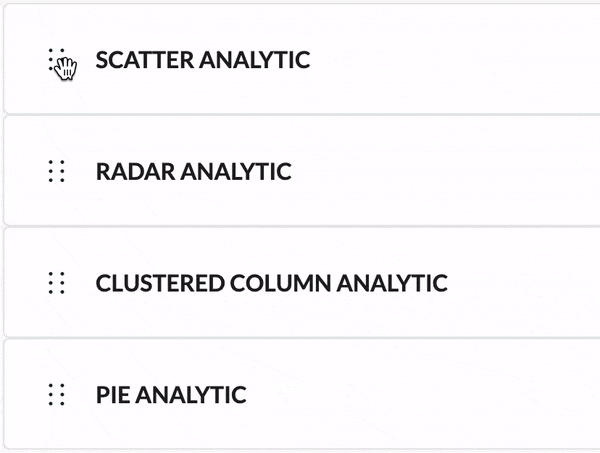 SCATTER ANALYTIC
RADAR ANALYTIC
CLUSTERED COLUMN ANALYTIC
PIE ANALYTIC